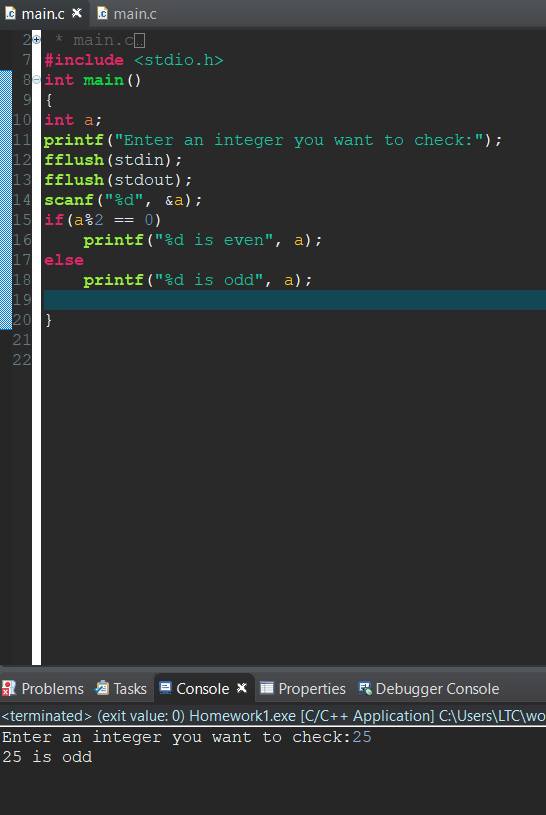 main.c main.c
2 * main.c
7 #include <stdio.h>
8 int main()
9 {
10 int a;
11 printf("Enter an integer you want to check:");
12 fflush(stdin);
13 fflush(stdout);
14 scanf("%d", &a);
15 if(a%2 == 0)
16 printf("%d is even", a);
17 else
18 printf("%d is odd", a);
19
20 }
21
22
Problems Tasks Console Properties Debugger Console
<terminated> (exit value: 0) Homework1.exe [C/C++ Application] C:\Users\LTC\wo
Enter an integer you want to check:25
25 is odd